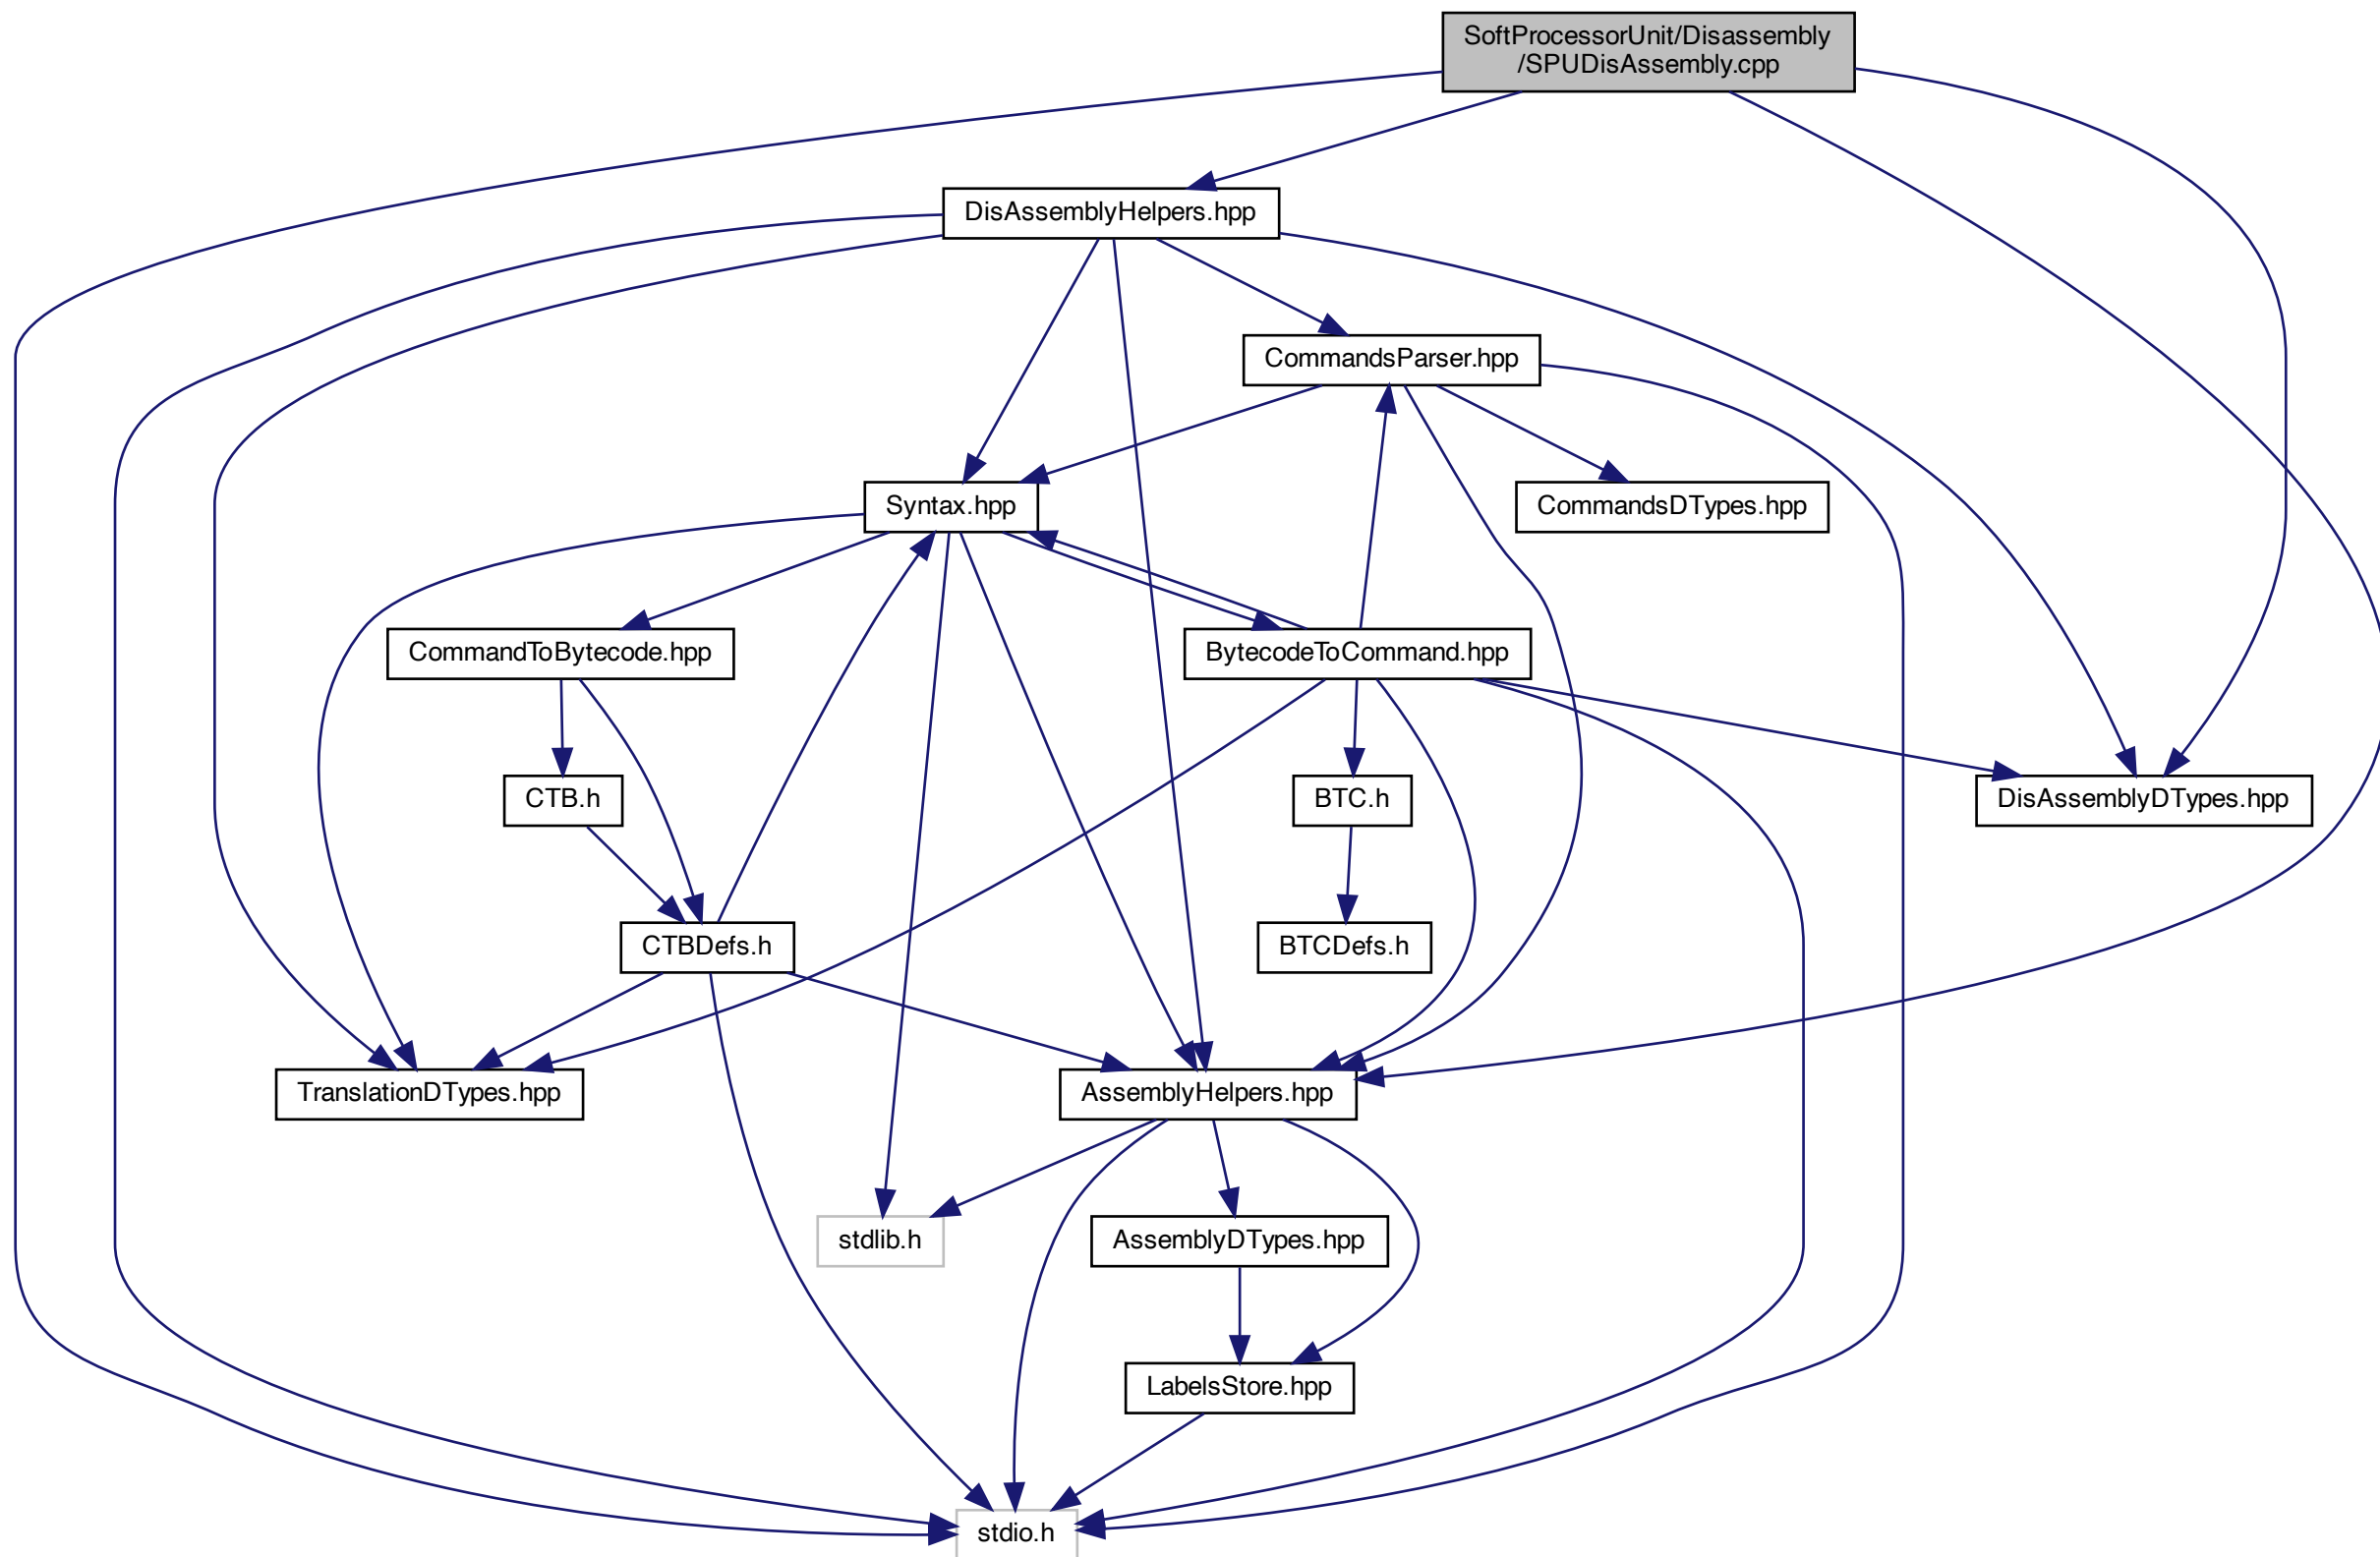 SoftProcessorUnit/Disassembly
/SPUDisAssembly.cpp
DisAssemblyHelpers.hpp
CommandsParser.hpp
Syntax.hpp
CommandsDTypes.hpp
CommandToBytecode.hpp
BytecodeToCommand.hpp
CTB.h
BTC.h
DisAssemblyDTypes.hpp
CTBDefs.h
BTCDefs.h
TranslationDTypes.hpp
AssemblyHelpers.hpp
stdlib.h
AssemblyDTypes.hpp
LabelsStore.hpp
stdio.h